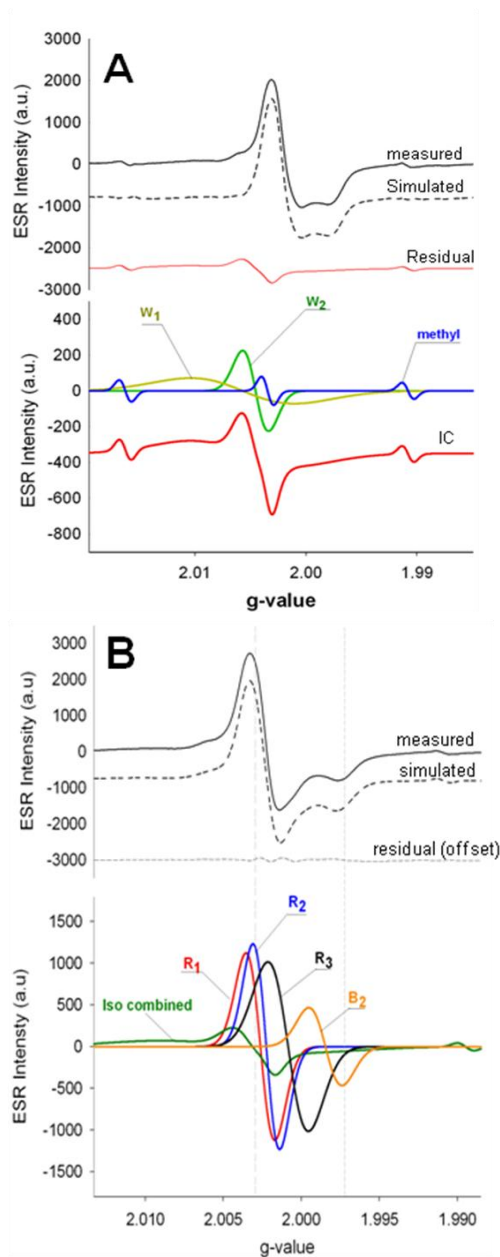 A
ESR Intensity (a.u.)
3000
2000
1000
0
-1000
-2000
-3000
measured
Simulated
Residual
ESR Intensity (a.u.)
400
200
0
-200
-400
-600
-800
W1
W2
methyl
IC
2.01
2.00
1.99
g-value
B
ESR Intensity (a.u)
3000
2000
1000
0
-1000
-2000
-3000
measured
simulated
residual (offset)
ESR Intensty (a.u)
1500
1000
500
0
-500
-1000
-1500
R1
R2
R3
B2
Iso combined
2.010
2.005
2.000
1.995
1.990
g-value